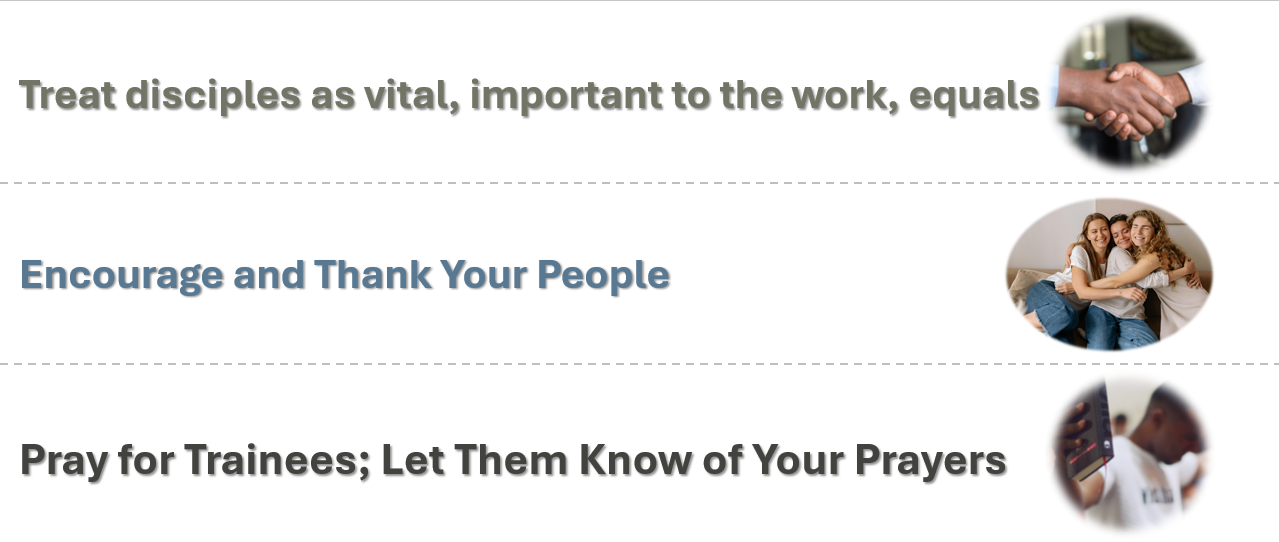 Treat disciples as vital, important to the work, equals
Encourage and Thank Your People
Pray for Trainees; Let Them Know of Your Prayers